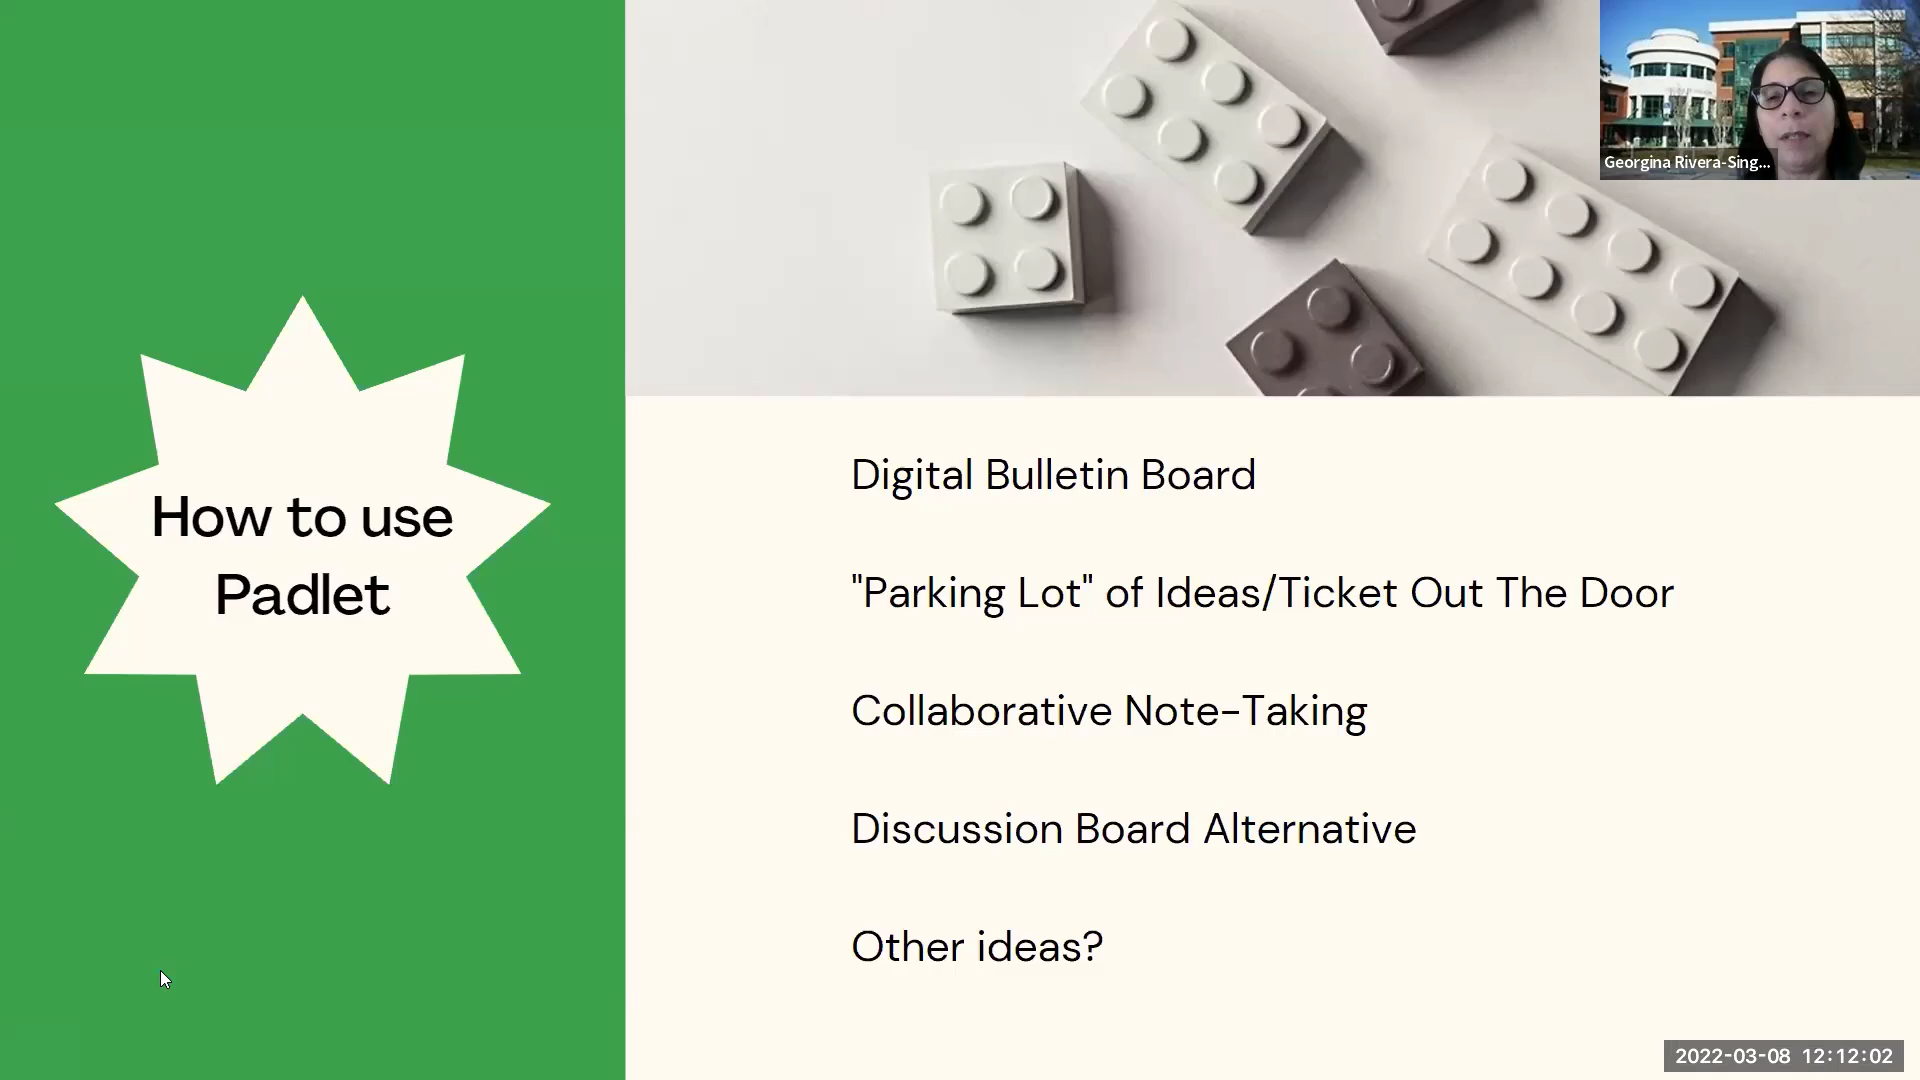 Georgina Rivera-Sing...
How to use
Padlet
Digital Bulletin Board
"Parking Lot" of Ideas/Ticket Out The Door
Collaborative Note-Taking
Discussion Board Alternative
Other ideas?
2022-03-08 12:12:02